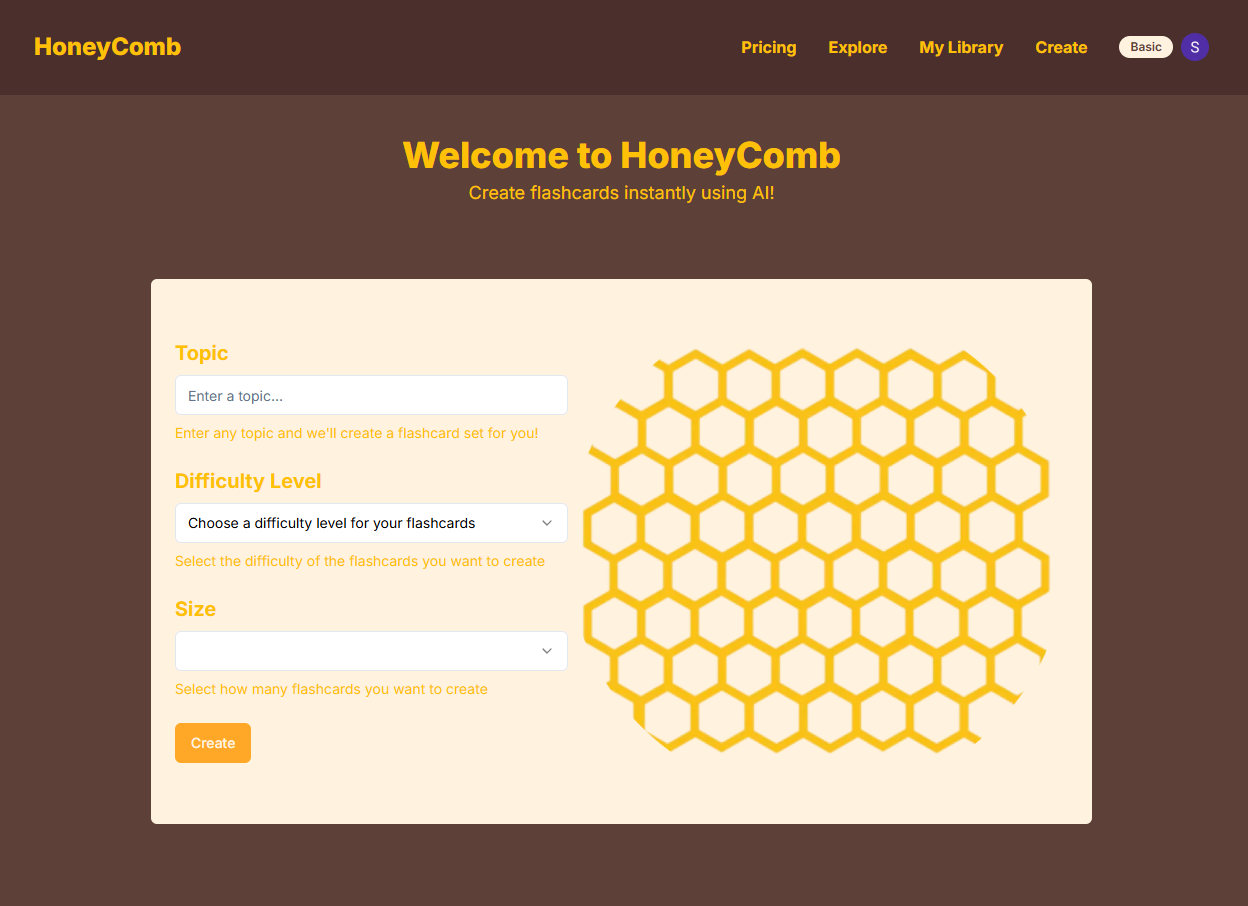 HoneyComb
Pricing
Explore
My Library
Create
Basic
S
Welcome to HoneyComb
Create flashcards instantly using AI!
Topic
Enter a topic...
Enter any topic and we'll create a flashcard set for you!
Difficulty Level
Choose a difficulty level for your flashcards
Select the difficulty of the flashcards you want to create
Size
Select how many flashcards you want to create
Create